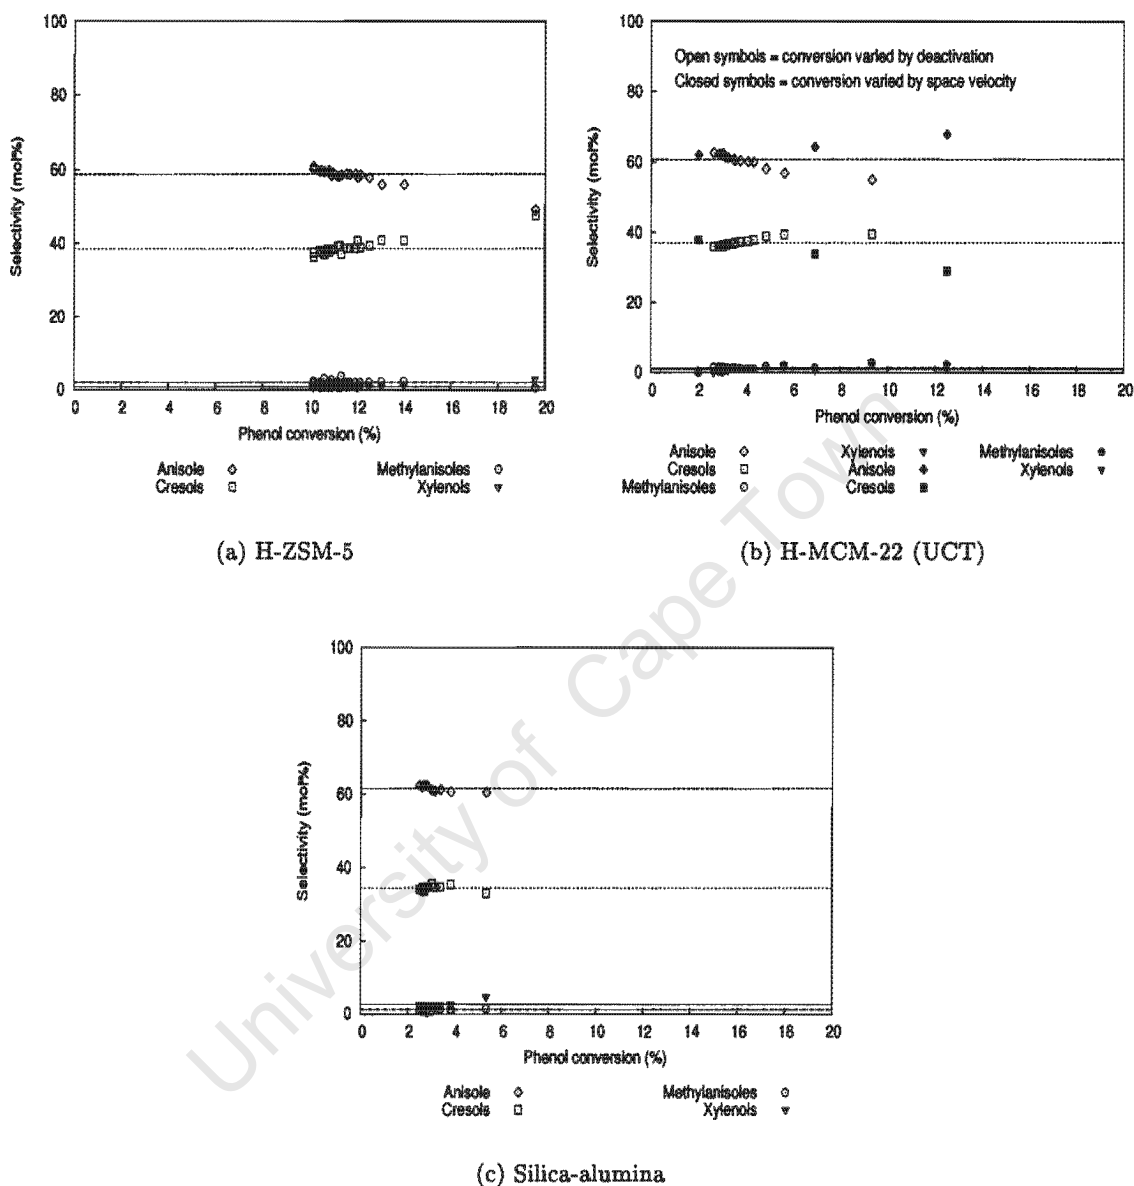 100
80
60
40
20
0
Selectivity (mol%)
0 2 4 6 8 10 12 14 16 18 20
Phenol conversion (%)
Anisole
Cresols
Methylanisoles
Xylenols
(a) H-ZSM-5
100
80
60
40
20
0
Selectivity (mol%)
Open symbols = conversion varied by deactivation
Closed symbols = conversion varied by space velocity
0 2 4 6 8 10 12 14 16 18 20
Phenol conversion (%)
Anisole
Cresols
Methylanisoles
Xylenols
Anisole
Cresols
Methylanisoles
Xylenols
(b) H-MCM-22 (UCT)
100
80
60
40
20
0
Selectivity (mol%)
0 2 4 6 8 10 12 14 16 18 20
Phenol conversion (%)
Anisole
Cresols
Methylanisoles
Xylenols
(c) Silica-alumina
University of Cape Town